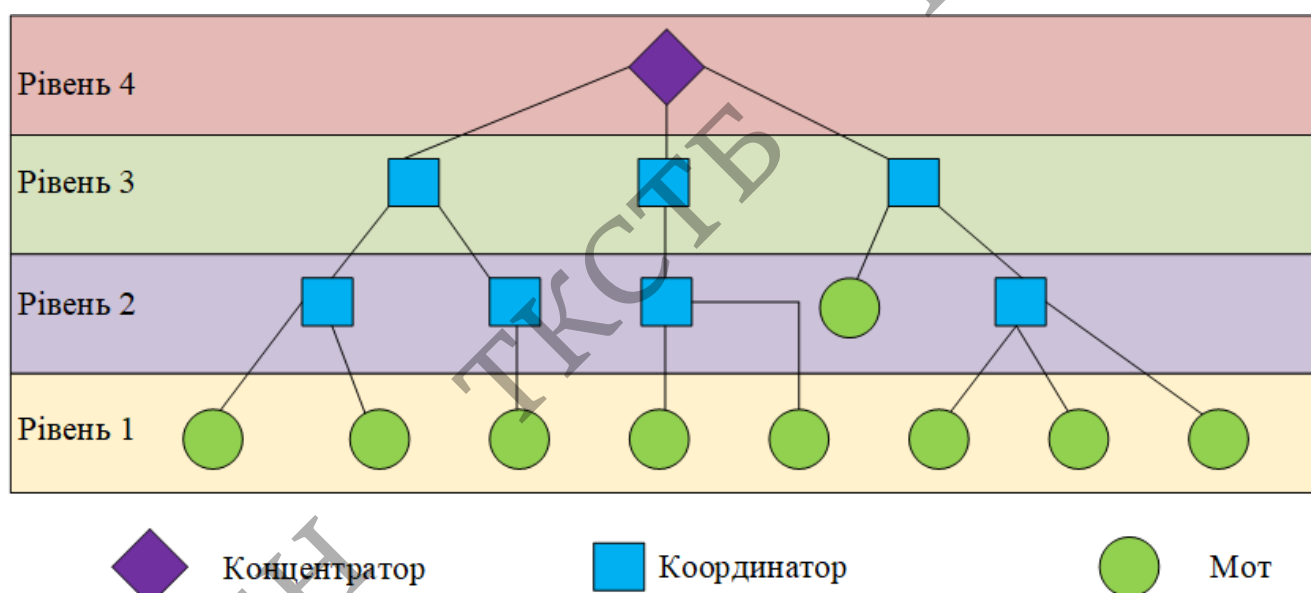 Рівень 4
Рівень 3
Рівень 2
Рівень 1
ТКСТБ
Концентратор
Координатор
Мот